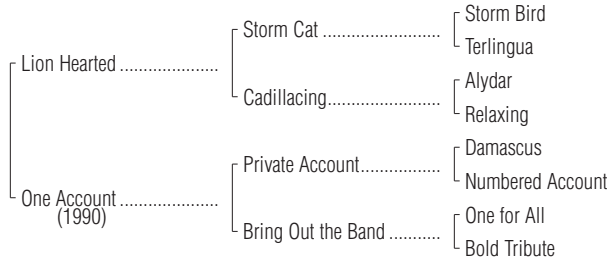 Storm Bird
Storm Cat ..............................
Terlingua
Lion Hearted .....................
Alydar
Cadillacing.............................
Relaxing
Damascus
Private Account.....................
Numbered Account
One Account .....................
(1990)
One for All
Bring Out the Band ...........
Bold Tribute